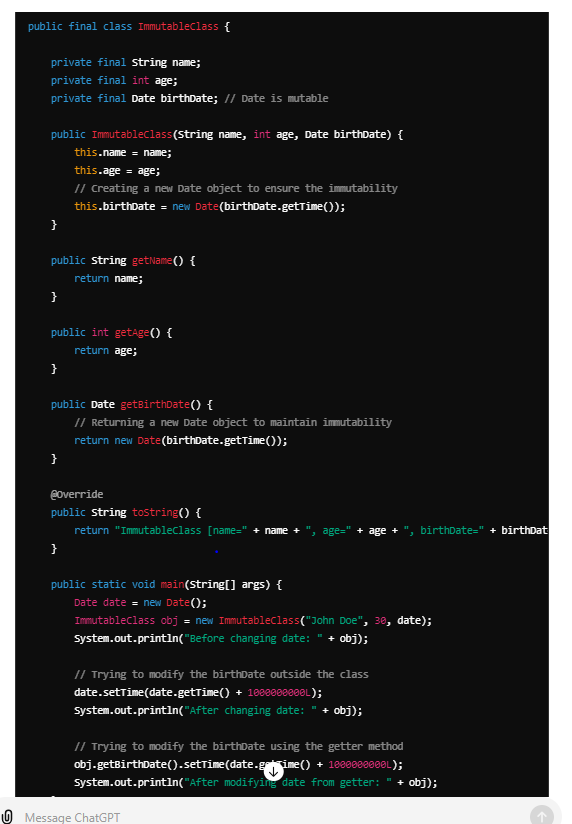 public final class ImmutableClass {
private final String name;
private final int age;
private final Date birthDate; // Date is mutable
public ImmutableClass(String name, int age, Date birthDate) {
this.name = name;
this.age = age;
// Creating a new Date object to ensure the immutability
this.birthDate = new Date(birthDate.getTime());
}
public String getName() {
return name;
}
public int getAge() {
return age;
}
public Date getBirthDate() {
// Returning a new Date object to maintain immutability
return new Date(birthDate.getTime());
}
@Override
public String toString() {
return "ImmutableClass [name=" + name + ", age=" + age + ", birthDate=" + birthDat
}
public static void main(String[] args) {
Date date = new Date();
ImmutableClass obj = new ImmutableClass("John Doe", 30, date);
System.out.println("Before changing date: " + obj);
// Trying to modify the birthDate outside the class
date.setTime(date.getTime() + 1000000000L);
System.out.println("After changing date: " + obj);
// Trying to modify the birthDate using the getter method
obj.getBirthDate().setTime(date.getTime() + 1000000000L);
System.out.println("After modifying date from getter: " + obj);
Message ChatGPT